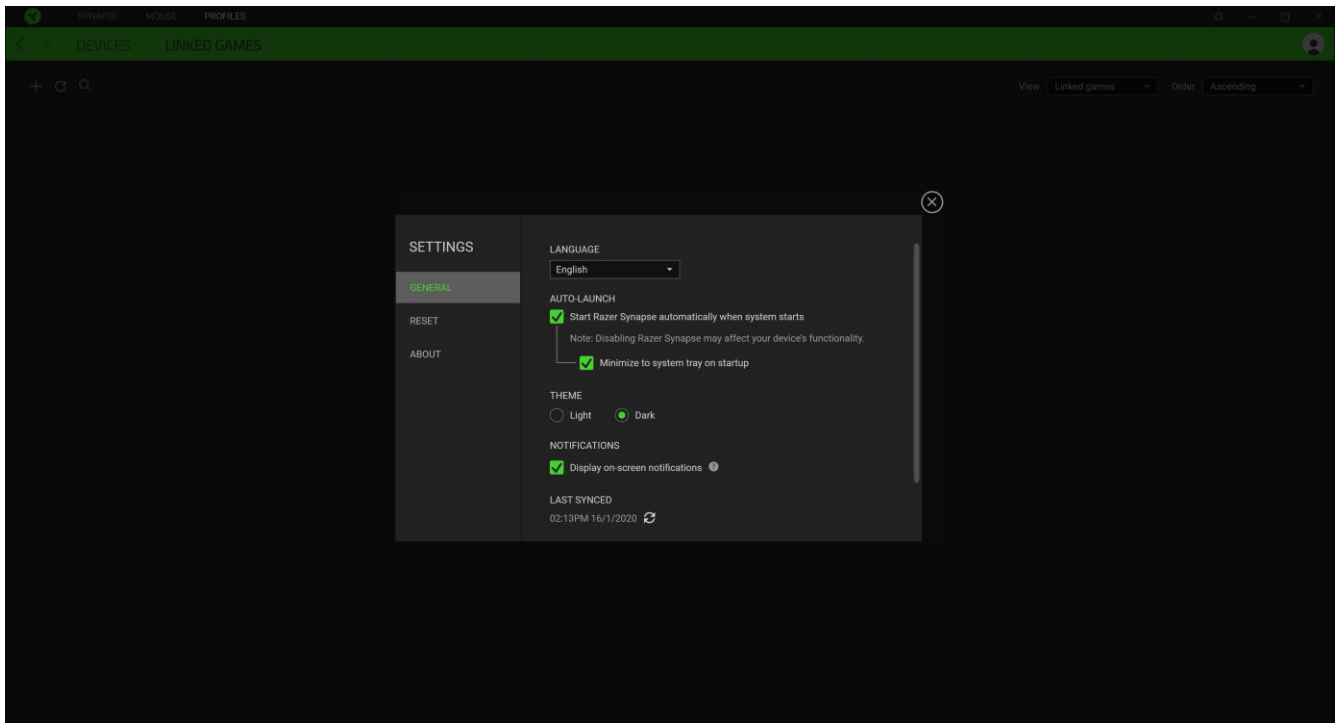 SYNAPSE MOUSE PROFILES
DEVICES LINKED GAMES
View Linked games Order Ascending
SETTINGS
GENERAL
RESET
ABOUT
LANGUAGE
English
AUTO-LAUNCH
Start Razer Synapse automatically when system starts
Note: Disabling Razer Synapse may affect your device's functionality.
Minimize to system tray on startup
THEME
Light Dark
NOTIFICATIONS
Display on-screen notifications
LAST SYNCED
02:13PM 16/1/2020